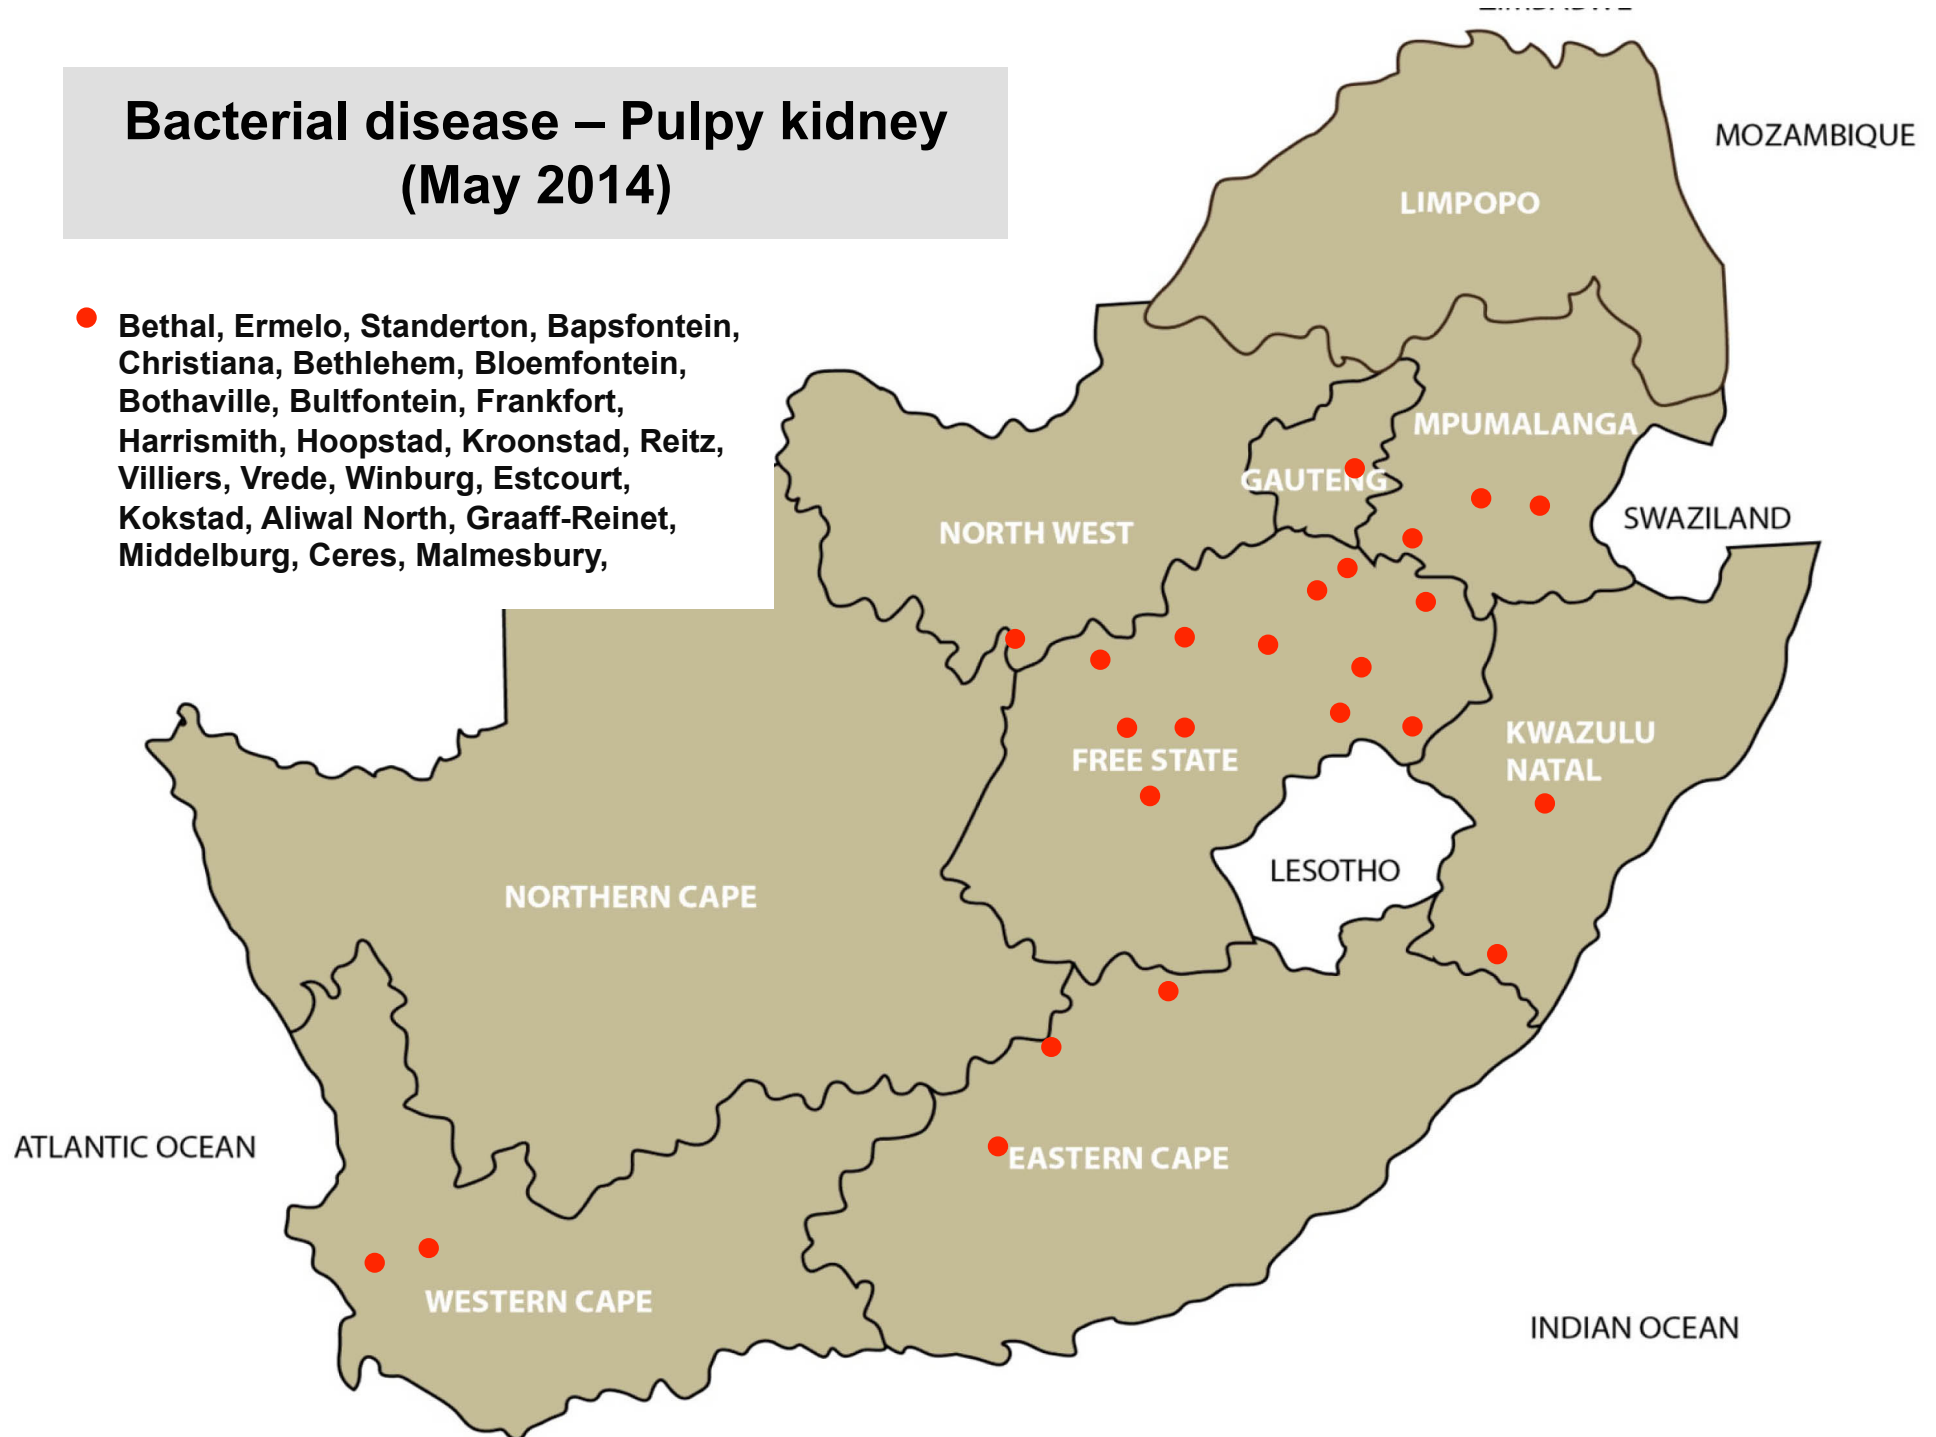 Bacterial disease – Pulpy kidney
(May 2014)
Bethal, Ermelo, Standerton, Bapsfontein,
Christiana, Bethlehem, Bloemfontein,
Bothaville, Bultfontein, Frankfort,
Harrismith, Hoopstad, Kroonstad, Reitz,
Villiers, Vrede, Winburg, Estcourt,
Kokstad, Aliwal North, Graaff-Reinet,
Middelburg, Ceres, Malmesbury,
MOZAMBIQUE
LIMPOPO
MPUMALANGA
GAUTENG
SWAZILAND
NORTH WEST
KWAZULU
NATAL
FREE STATE
LESOTHO
NORTHERN CAPE
ATLANTIC OCEAN
EASTERN CAPE
WESTERN CAPE
INDIAN OCEAN